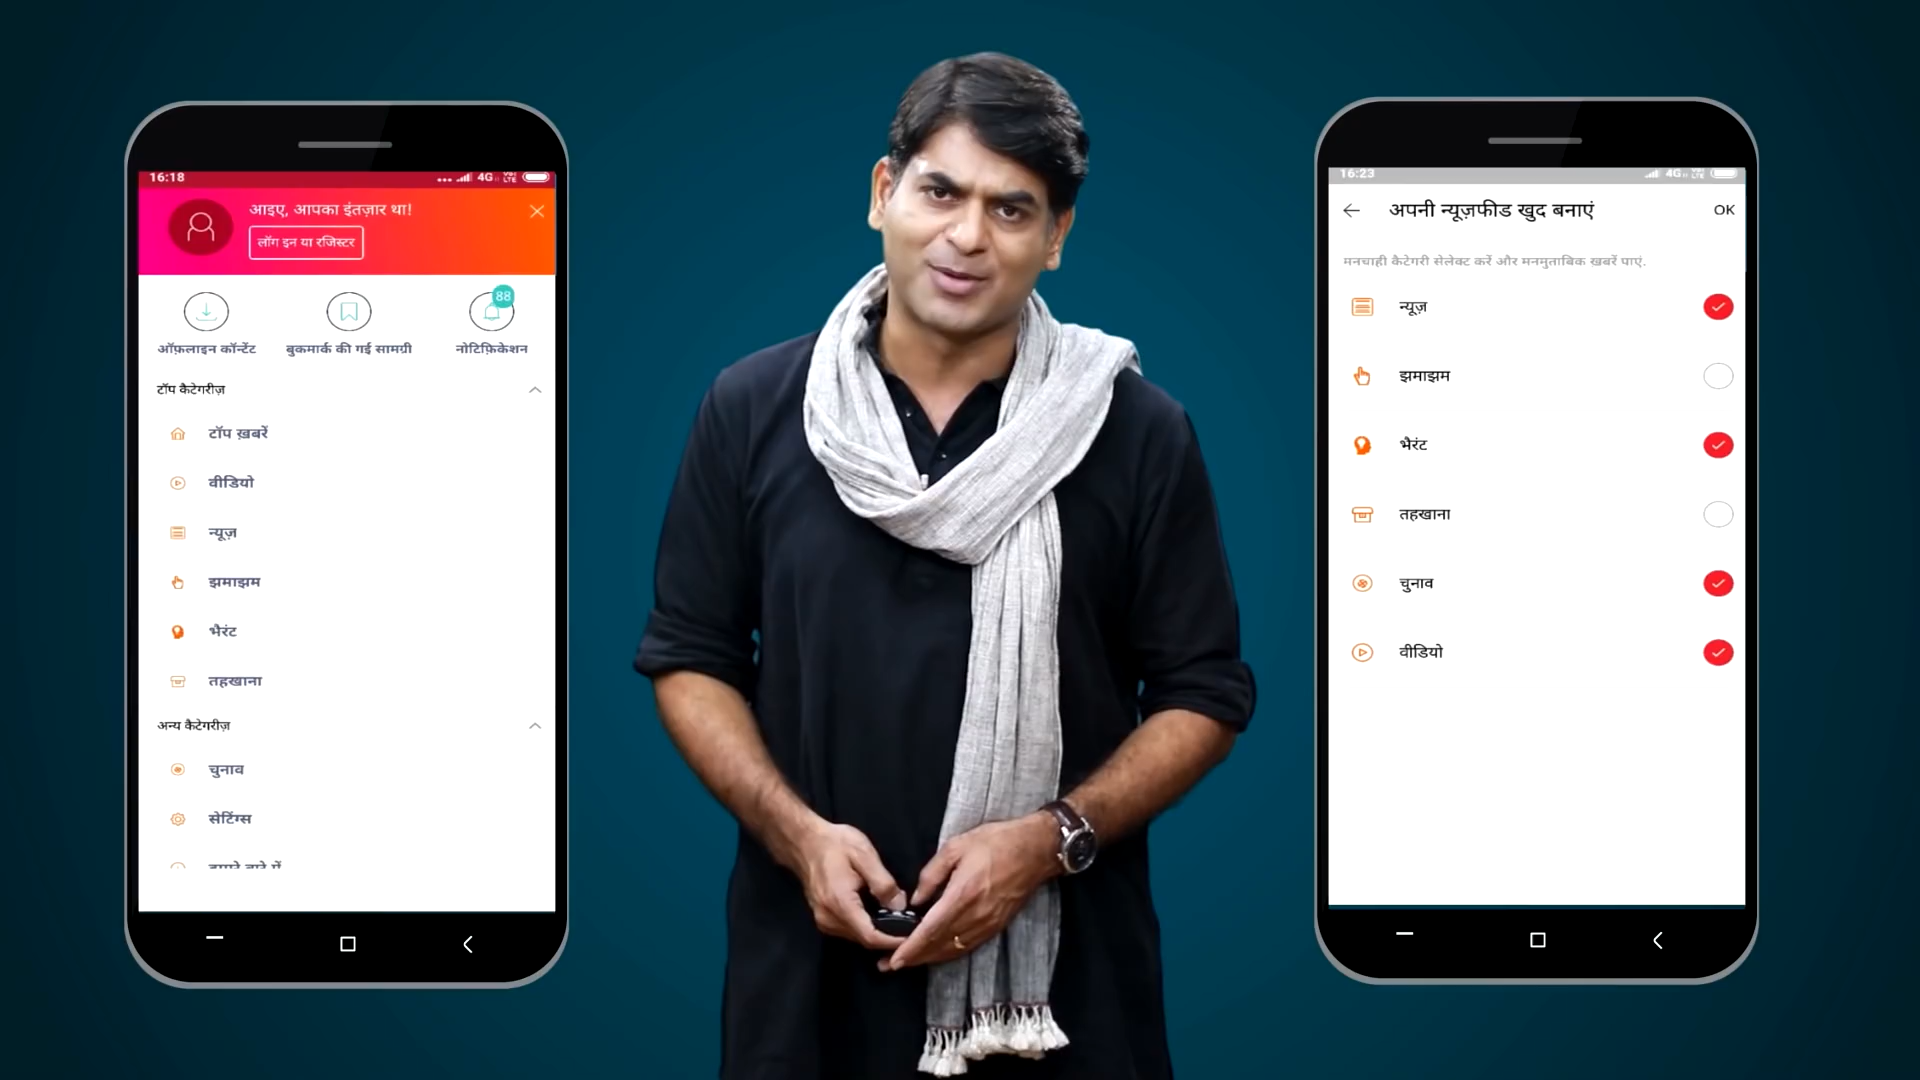 16:18
4G
VoLTE
आइए, आपका इंतज़ार था!
लॉग इन या रजिस्टर
88
ऑफ़लाइन कॉन्टेंट
बुकमार्क की गई सामग्री
नोटिफ़िकेशन
टॉप कैटेगरीज़
टॉप ख़बरें
वीडियो
न्यूज़
झमाझम
भैरंट
तहखाना
अन्य कैटेगरीज़
चुनाव
सेटिंग्स
16:23
4G
अपनी न्यूज़फीड खुद बनाएं
OK
मनचाही कैटेगरी सेलेक्ट करें और मनमुताबिक ख़बरें पाएं.
न्यूज़
झमाझम
भैरंट
तहखाना
चुनाव
वीडियो